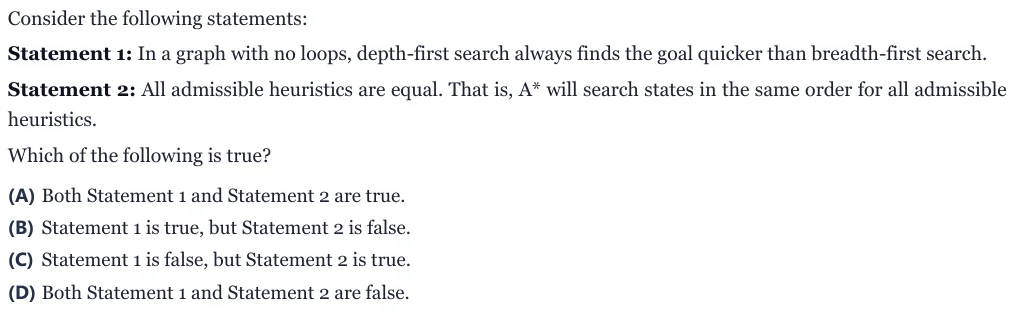 Consider the following statements:
Statement 1: In a graph with no loops, depth-first search always finds the goal quicker than breadth-first search.
Statement 2: All admissible heuristics are equal. That is, A* will search states in the same order for all admissible
heuristics.
Which of the following is true?
(A) Both Statement 1 and Statement 2 are true.
(B) Statement 1 is true, but Statement 2 is false.
(C) Statement 1 is false, but Statement 2 is true.
(D) Both Statement 1 and Statement 2 are false.